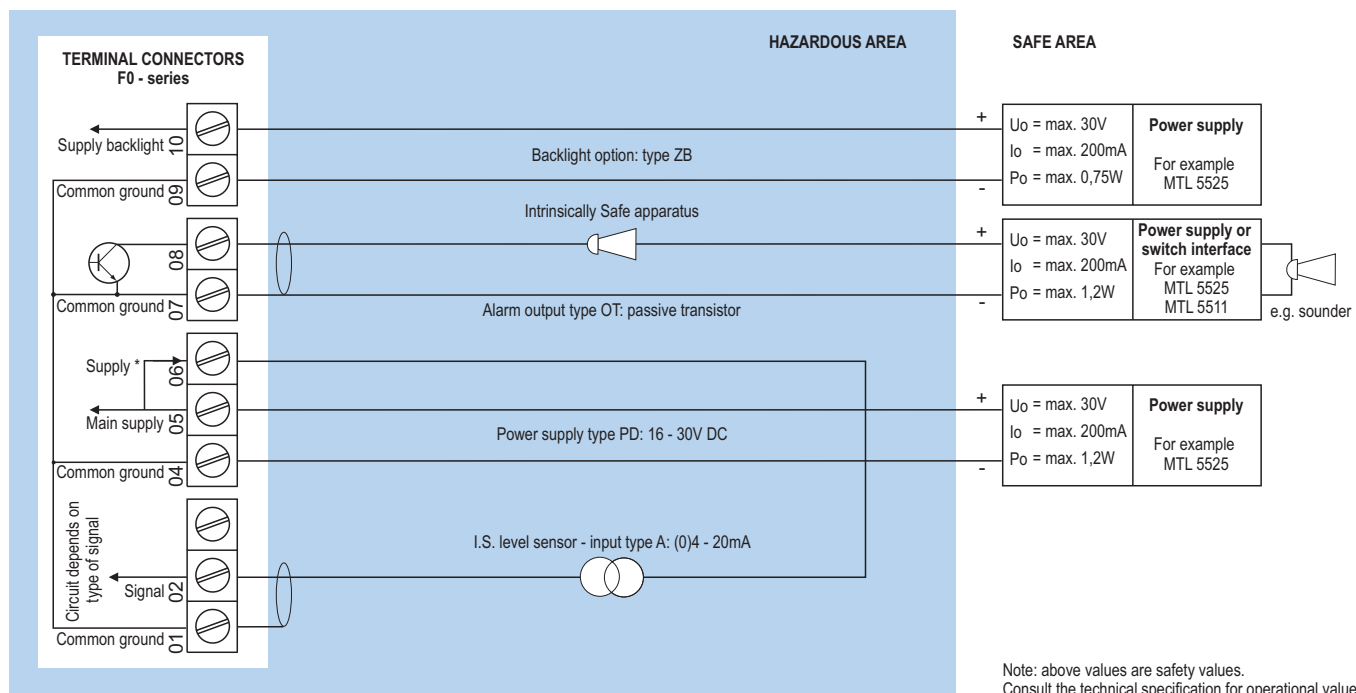 HAZARDOUS AREA
SAFE AREA
TERMINAL CONNECTORS
F0 - series
Supply backlight
10
Common ground
09
Backlight option: type ZB
+
-
Uo = max. 30V
Io = max. 200mA
Po = max. 0,75W
Power supply
For example
MTL 5525
08
Common ground
07
Intrinsically Safe apparatus
Alarm output type OT: passive transistor
+
-
Uo = max. 30V
Io = max. 200mA
Po = max. 1,2W
Power supply or
switch interface
For example
MTL 5525
MTL 5511
e.g. sounder
Supply *
06
Main supply
05
Common ground
04
Power supply type PD: 16 - 30V DC
+
-
Uo = max. 30V
Io = max. 200mA
Po = max. 1,2W
Power supply
For example
MTL 5525
Circuit depends on
type of signal
Signal
02
Common ground
01
I.S. level sensor - input type A: (0)4 - 20mA
Note: above values are safety values.
Consult the technical specification for operational value